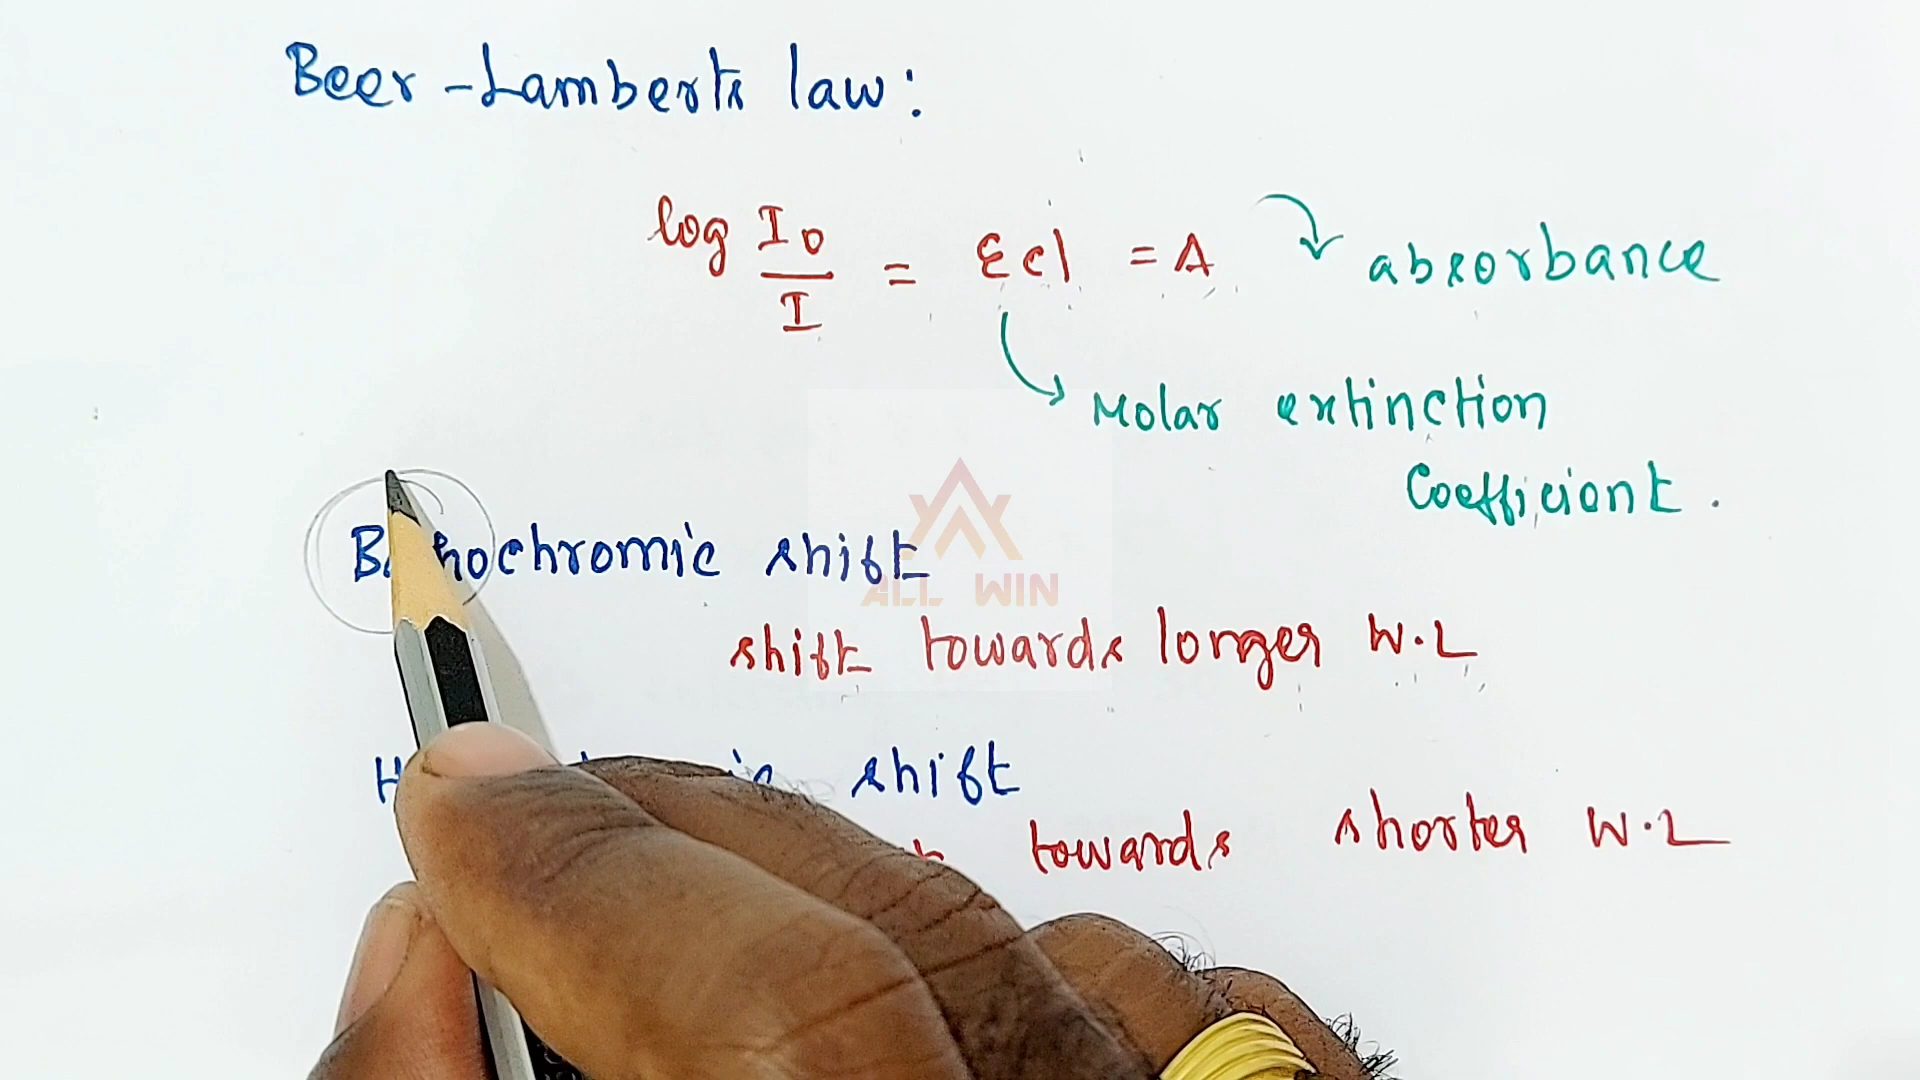 Beer-Lamberts law:
log I0/I = εcl = A
absorbance
Molar extinction
Coefficient.
shift
ALL WIN
shift towards longer W.L
shift
towards shorter W.L